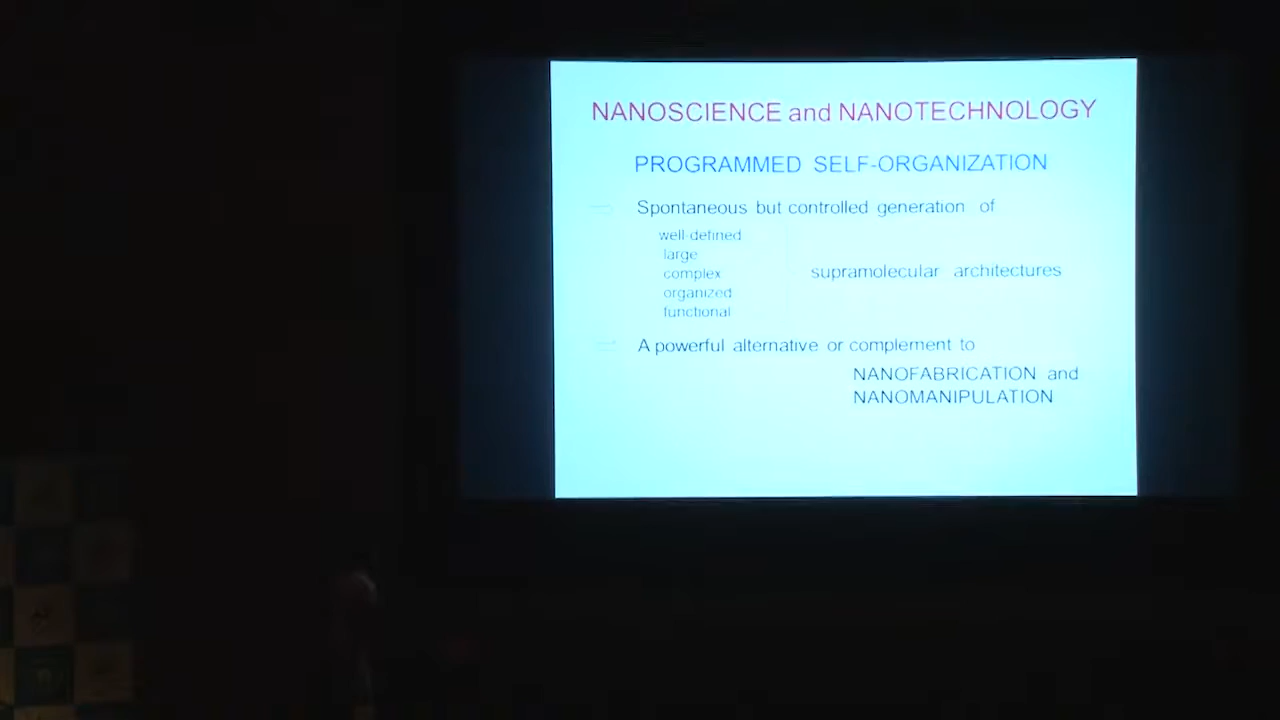 NANOSCIENCE and NANOTECHNOLOGY
PROGRAMMED SELF-ORGANIZATION
Spontaneous but controlled generation of
well-defined
large
complex
supramolecular architectures
organized
functional
A powerful alternative or complement to
NANOFABRICATION and
NANOMANIPULATION